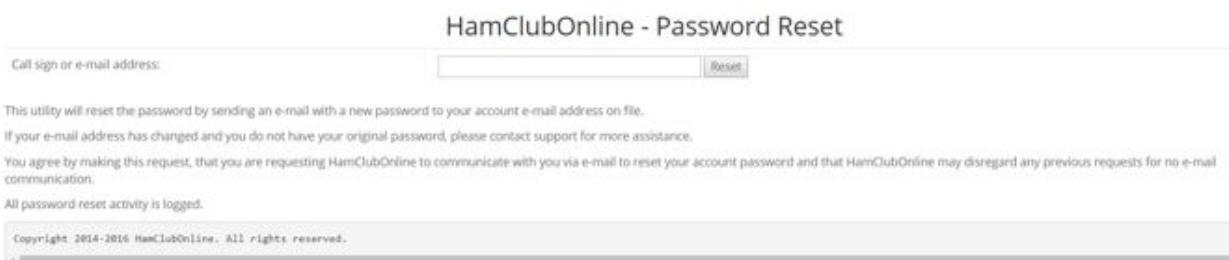 HamClubOnline - Password Reset
Call sign or e-mail address:
Reset
This utility will reset the password by sending an e-mail with a new password to your account e-mail address on file.
If your e-mail address has changed and you do not have your original password, please contact support for more assistance.
You agree by making this request, that you are requesting HamClubOnline to communicate with you via e-mail to reset your account password and that HamClubOnline may disregard any previous requests for no e-mail
communication.
All password reset activity is logged.
Copyright 2014-2016 HamClubOnline. All rights reserved.